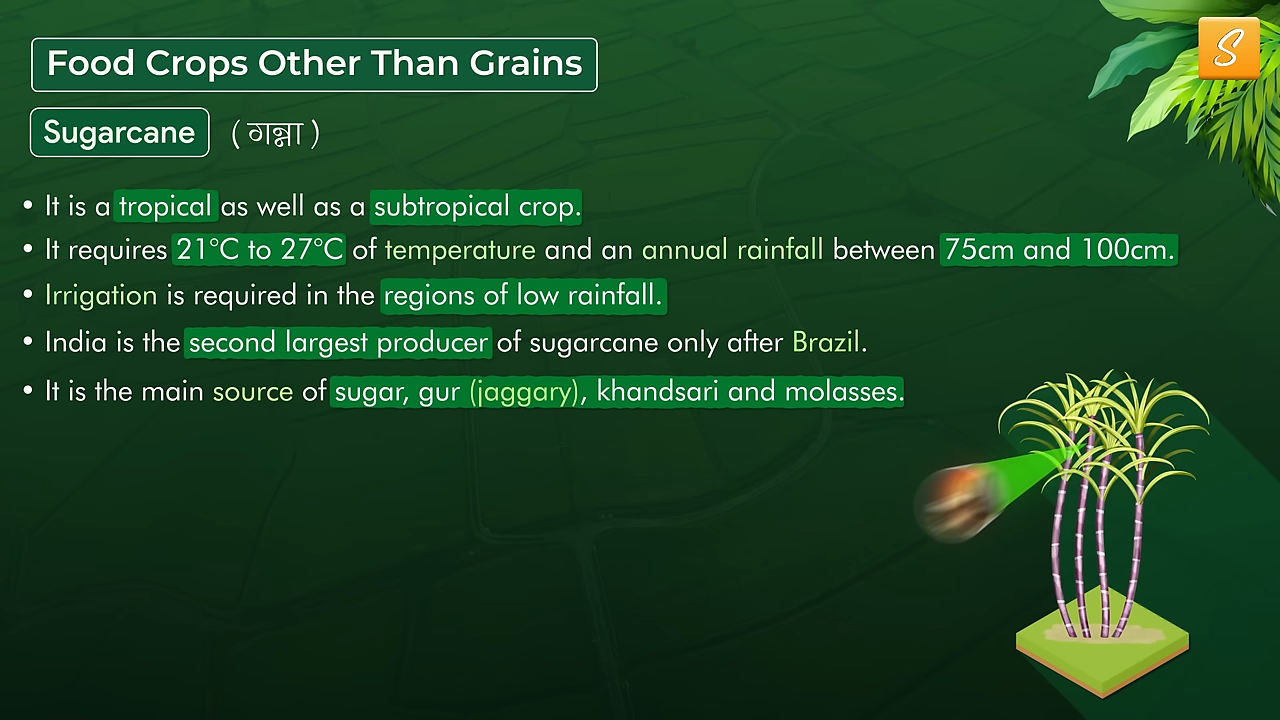 Food Crops Other Than Grains
S
Sugarcane (गन्ना)
• It is a tropical as well as a subtropical crop.
• It requires 21°C to 27°C of temperature and an annual rainfall between 75cm and 100cm.
• Irrigation is required in the regions of low rainfall.
• India is the second largest producer of sugarcane only after Brazil.
• It is the main source of sugar, gur (jaggary), khandsari and molasses.